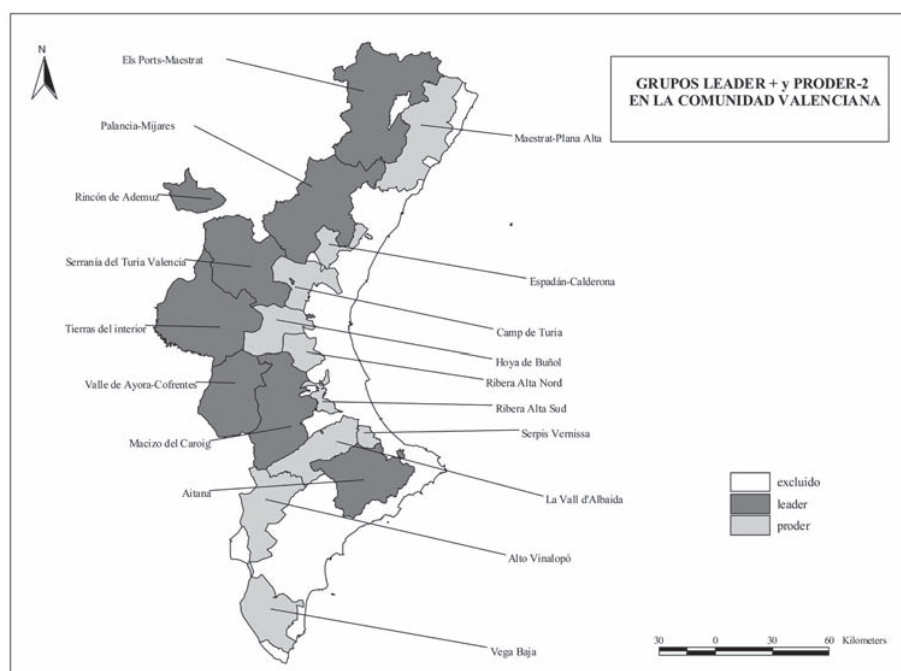 N
GRUPOS LEADER + y PRODER-2
EN LA COMUNIDAD VALENCIANA
Els Ports-Maestrat
Palancia-Mijares
Maestrat-Plana Alta
Rincón de Ademuz
Serranía del Turia Valencia
Espadán-Calderona
Tierras del interior
Camp de Turia
Hoya de Buñol
Valle de Ayora-Cofrentes
Ribera Alta Nord
Ribera Alta Sud
Macizo del Caroig
Serpis Vernissa
Aitana
La Vall d'Albaida
excluido
leader
proder
Alto Vinalopó
Vega Baja
30 0 30 60 Kilometers